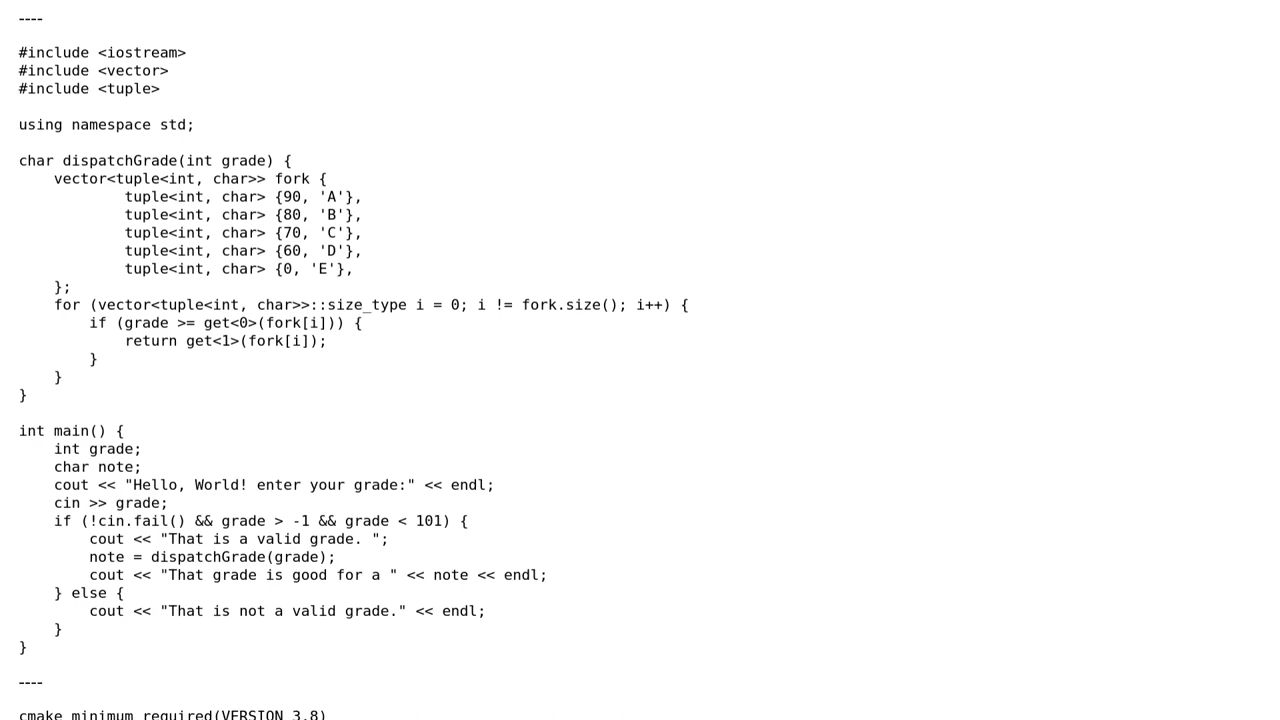 ----
#include <iostream>
#include <vector>
#include <tuple>
using namespace std;
char dispatchGrade(int grade) {
    vector<tuple<int, char>> fork {
            tuple<int, char> {90, 'A'},
            tuple<int, char> {80, 'B'},
            tuple<int, char> {70, 'C'},
            tuple<int, char> {60, 'D'},
            tuple<int, char> {0, 'E'},
    };
    for (vector<tuple<int, char>>::size_type i = 0; i != fork.size(); i++) {
        if (grade >= get<0>(fork[i])) {
            return get<1>(fork[i]);
        }
    }
}
int main() {
    int grade;
    char note;
    cout << "Hello, World! enter your grade:" << endl;
    cin >> grade;
    if (!cin.fail() && grade > -1 && grade < 101) {
        cout << "That is a valid grade. ";
        note = dispatchGrade(grade);
        cout << "That grade is good for a " << note << endl;
    } else {
        cout << "That is not a valid grade." << endl;
    }
}
----
cmake_minimum_required(VERSION 3.8)